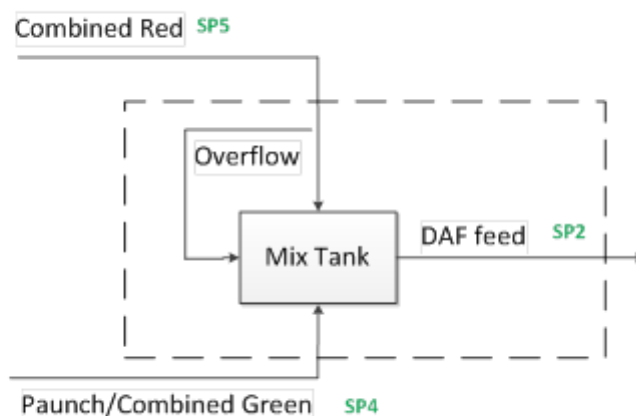 Combined Red SP5
Overflow
Mix Tank
DAF feed SP2
Paunch/Combined Green SP4